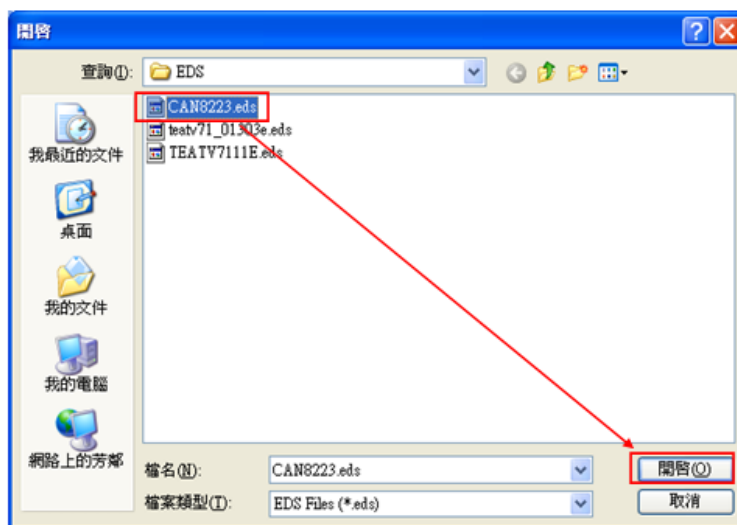 開啓
查詢(I):
EDS
CAN8223.eds
teatv71_01303e.eds
TEATV7111E.eds
我最近的文件
桌面
我的文件
我的電腦
網路上的芳鄰
檔名(N):
CAN8223.eds
開啓(O)
檔案類型(T):
EDS Files (*.eds)
取消